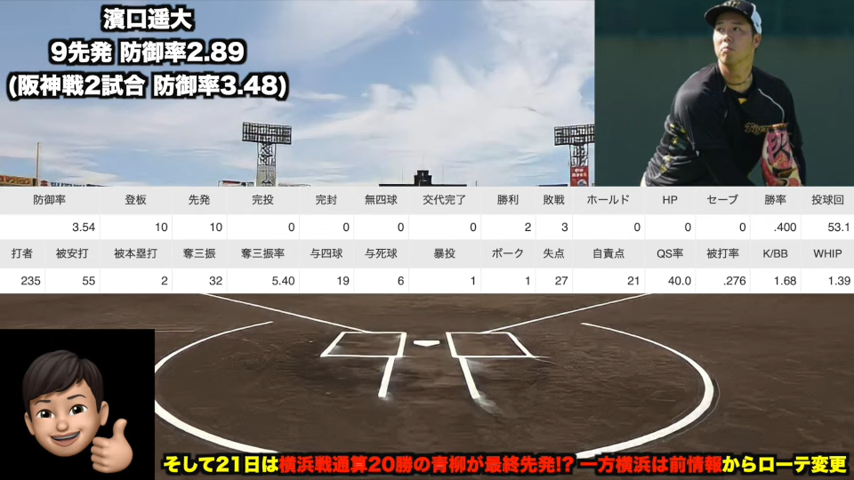 濱口遥大
9先発 防御率2.89
(阪神戦2試合 防御率3.48)
Tigers
防御率 登板 先発 完投 完封 無四球 交代完了 勝利 敗戦 ホールド HP セーブ 勝率 投球回
3.54 10 10 0 0 0 0 2 3 0 0 0 .400 53.1
打者 被安打 被本塁打 奪三振 奪三振率 与四球 与死球 暴投 ボーク 失点 自責点 QS率 被打率 K/BB WHIP
235 55 2 32 5.40 19 6 1 1 27 21 40.0 .276 1.68 1.39
そして21日は横浜戦通算20勝の青柳が最終先発!? 一方横浜は前情報からローテ変更